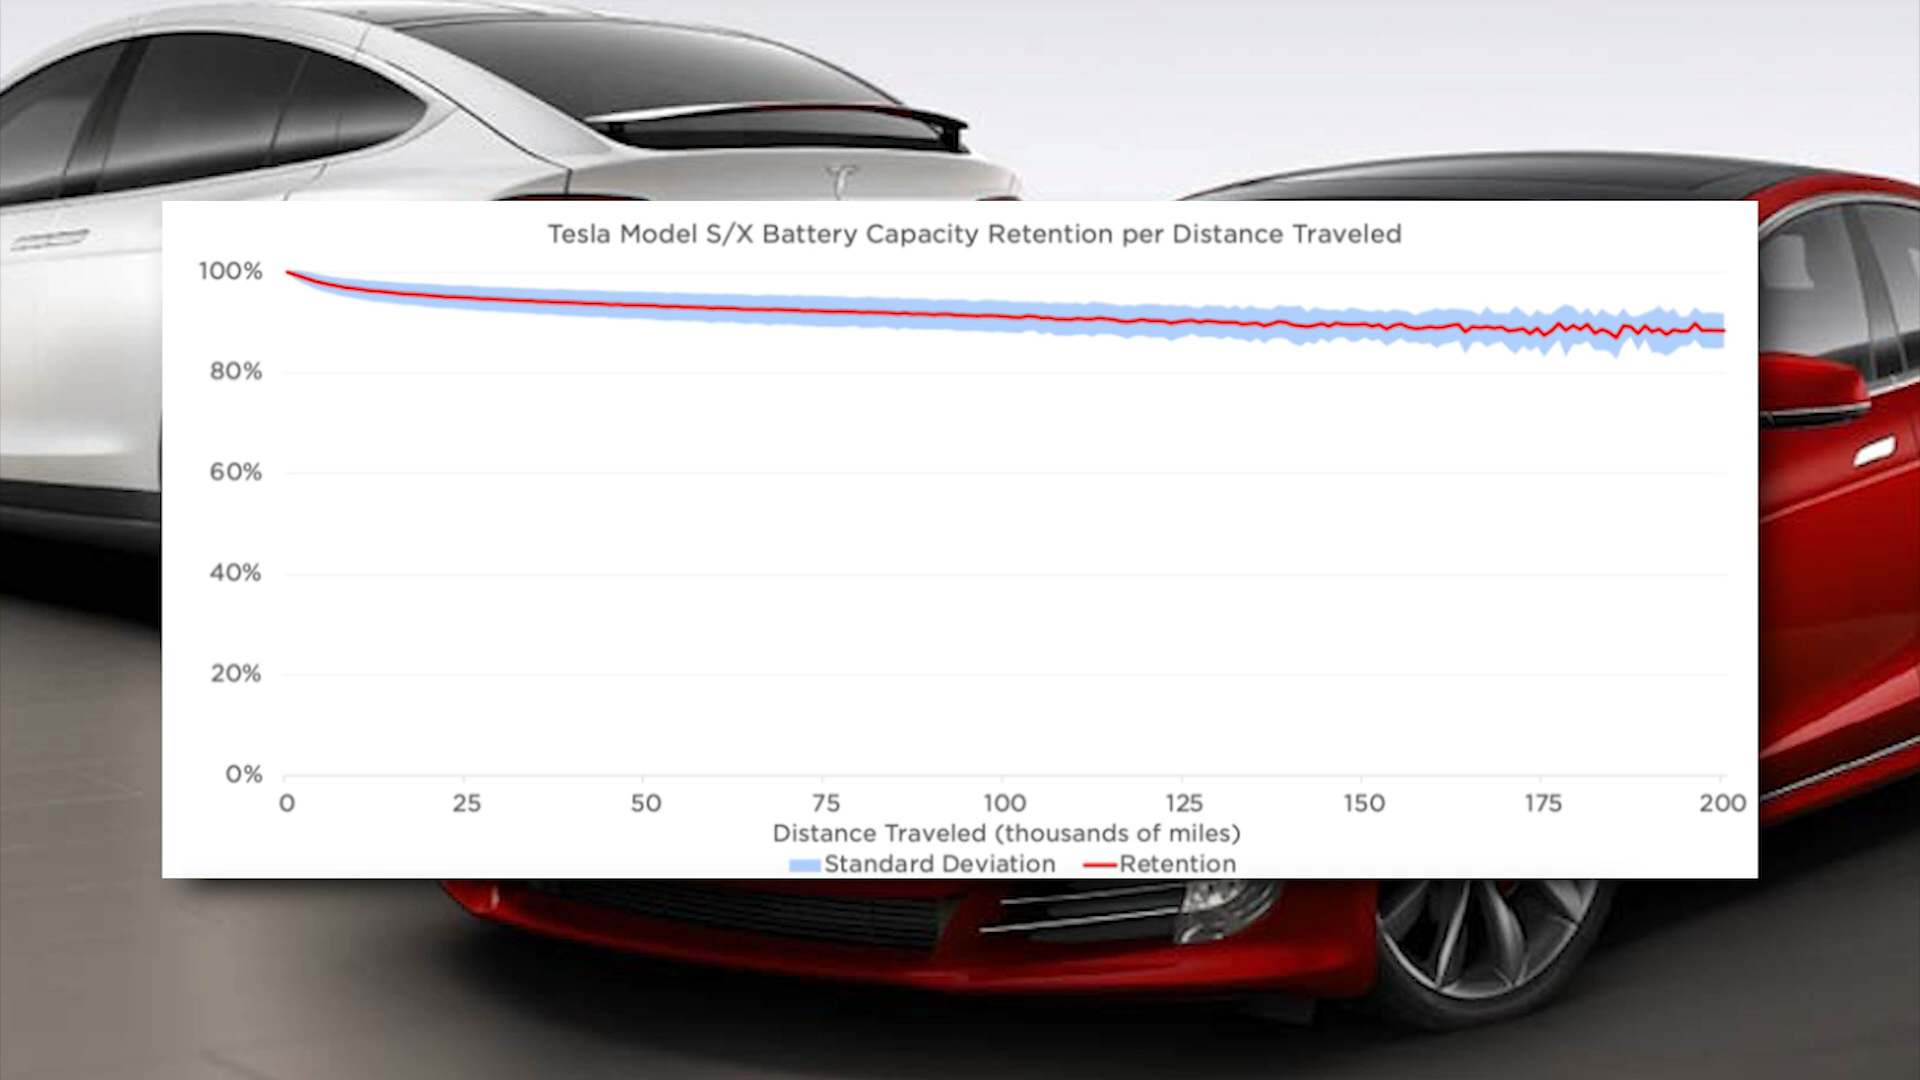 Tesla Model S/X Battery Capacity Retention per Distance Traveled
100%
80%
60%
40%
20%
0%
0 25 50 75 100 125 150 175 200
Distance Traveled (thousands of miles)
Standard Deviation Retention